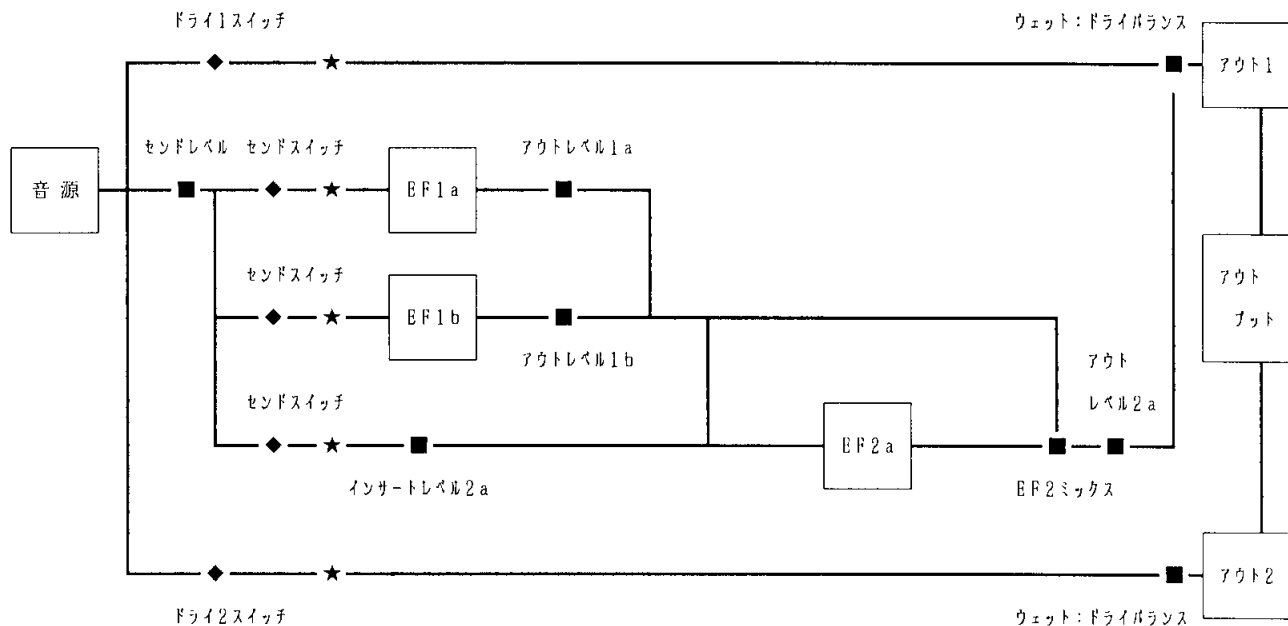 ドライ1スイッチ
ウェット：ドライバランス
アウト1
センドレベル
センドスイッチ
アウトレベル1a
音源
EF1a
センドスイッチ
EF1b
アウトレベル1b
アウト
プット
センドスイッチ
アウト
レベル2a
EF2a
インサートレベル2a
EF2ミックス
アウト2
ドライ2スイッチ
ウェット：ドライバランス